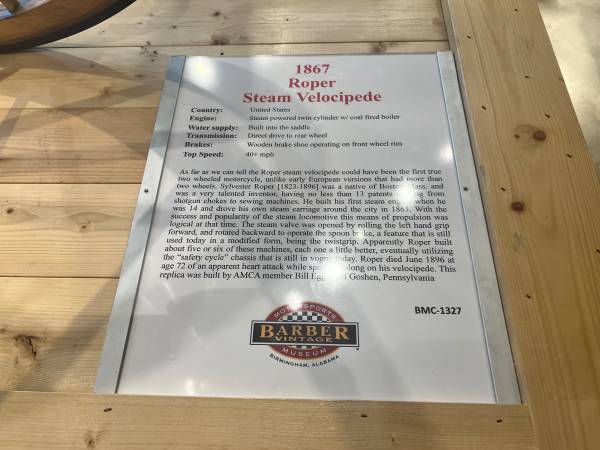 1867
Roper
Steam Velocipede
Country: United States
Engine: Steam powered twin cylinder w/ coal fired boiler
Water supply: Built into the saddle
Transmission: Direct drive to rear wheel
Brakes: Wooden brake shoe operating on front wheel rim
Top Speed: 40+ mph
As far as we can tell the Roper steam velocipede could have been the first true
two wheeled motorcycle, unlike early European versions that had more than
two wheels. Sylvester Roper [1823-1896] was a native of Boston, Mass. and
was a very talented inventor, having no less than 13 patents from
shotgun chokes to sewing machines. He built his first steam engine when he
was 14 and drove his own steam carriage around the city in 1863. With the
success and popularity of the steam locomotive this means of propulsion was
logical at that time. The steam valve was opened by rolling the left hand grip
forward, and rotated backward to operate the spoon brake, a feature that is still
used today in a modified form, being the twistgrip. Apparently Roper built
about five or six of these machines, each one a little better, eventually utilizing
the "safety cycle" chassis that is still in vogue today. Roper died June 1896 at
age 72 of an apparent heart attack while along on his velocipede. This
replica was built by AMCA member Bill Goshen, Pennsylvania
BMC-1327
MOTORSPORTS
BARBER
VINTAGE
MUSEUM
BIRMINGHAM, ALABAMA